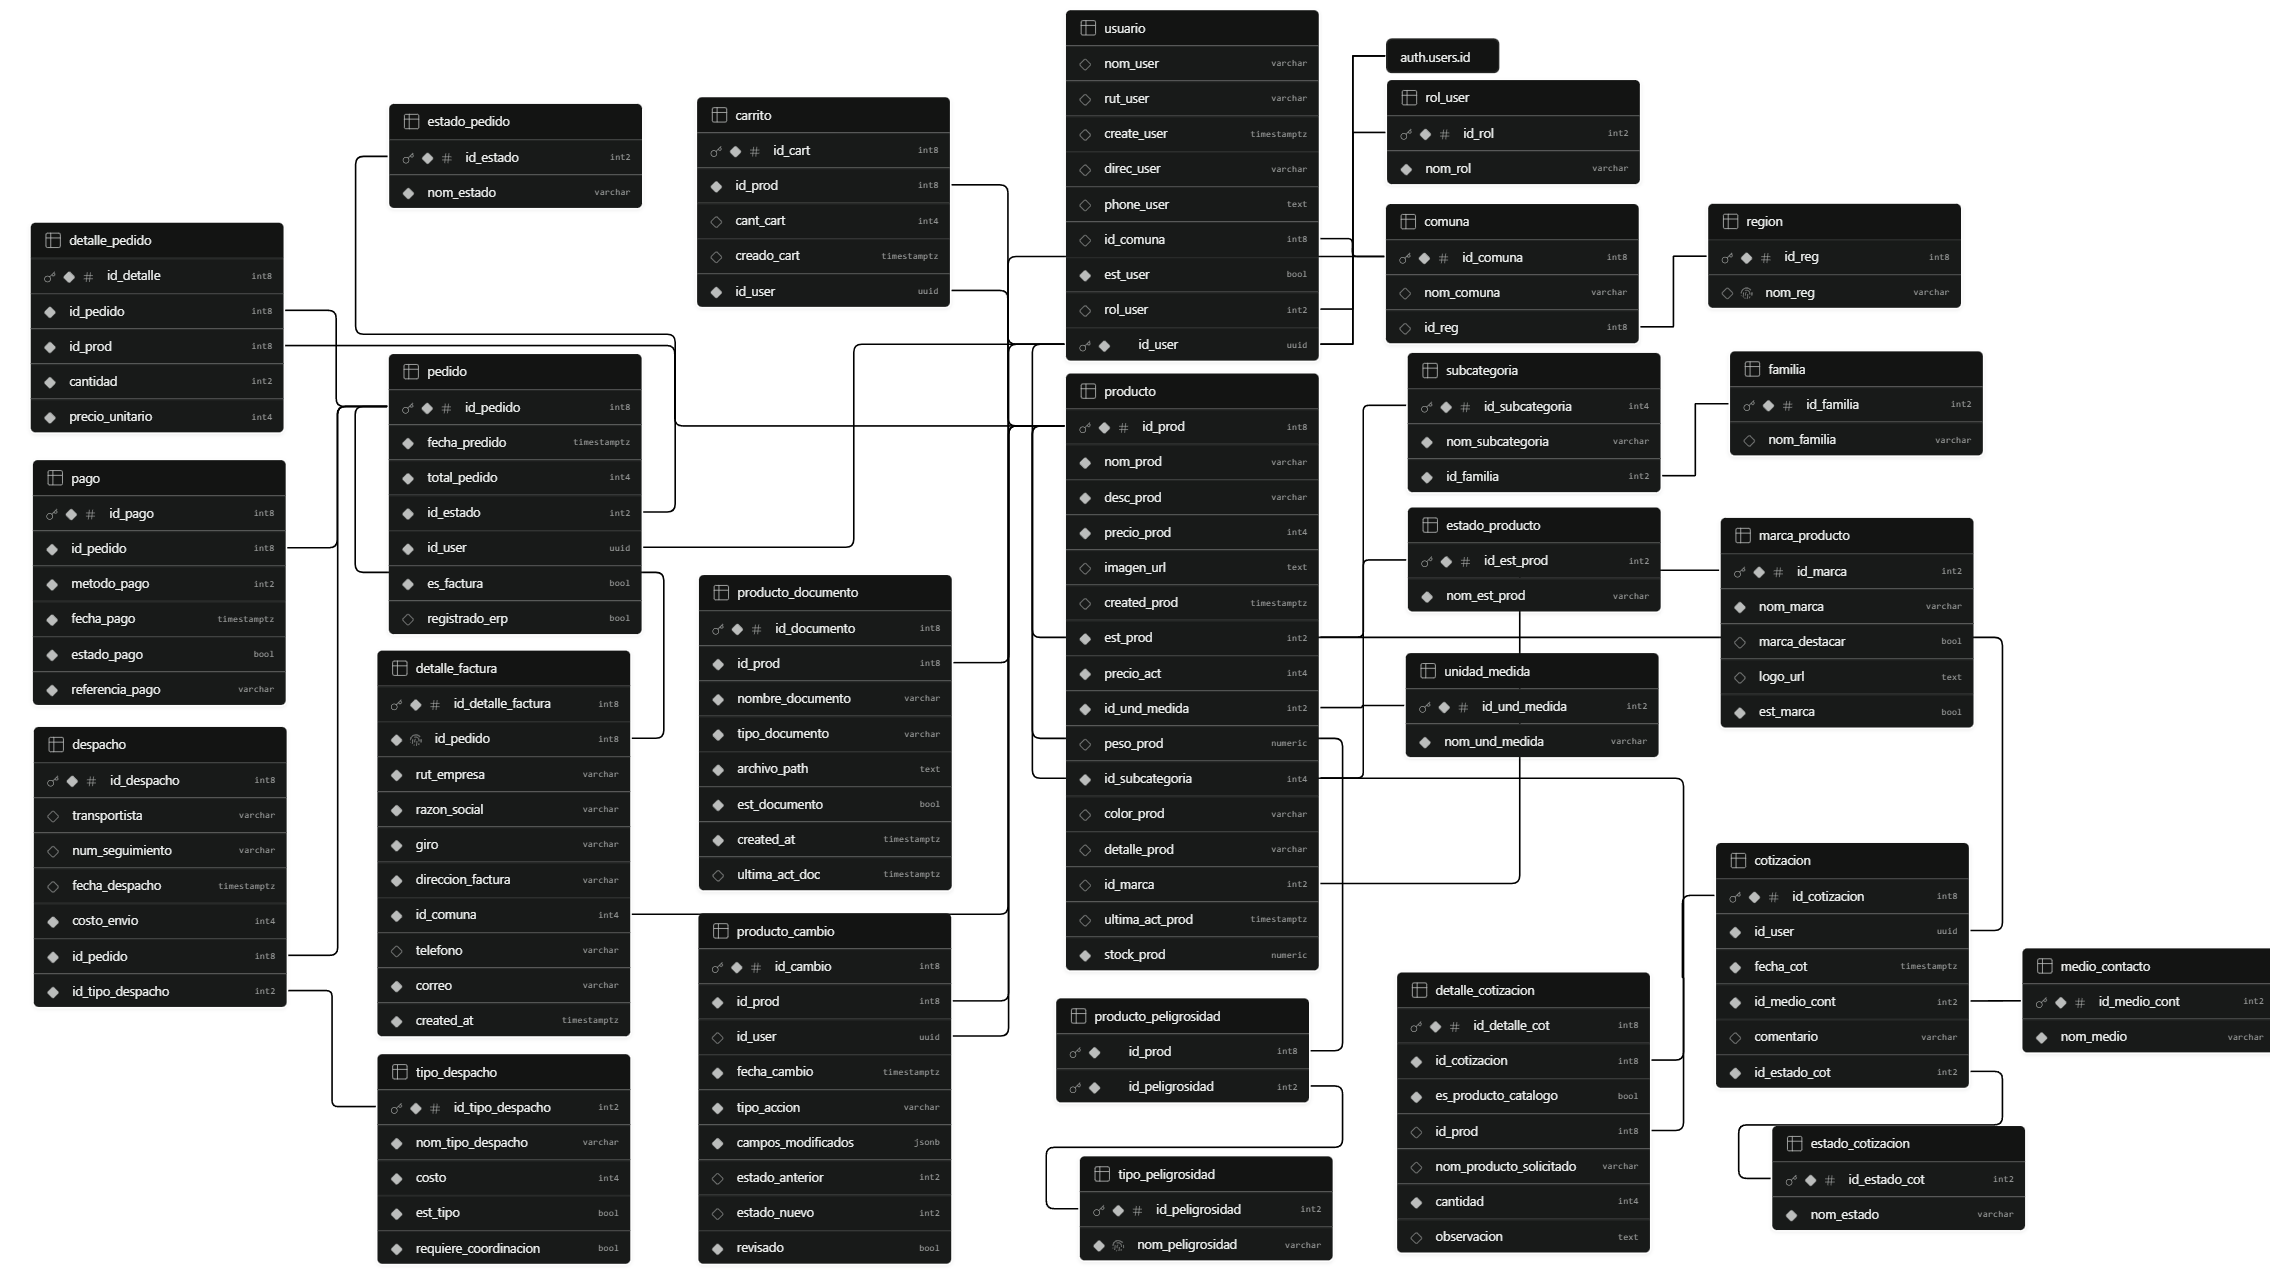 usuario
nom_user varchar
rut_user varchar
create_user timestamptz
direc_user varchar
phone_user text
id_comuna int8
est_user bool
rol_user int2
id_user uuid
auth.users.id
rol_user
id_rol int2
nom_rol varchar
estado_pedido
id_estado int2
nom_estado varchar
carrito
id_cart int8
id_prod int8
cant_cart int4
creado_cart timestamptz
id_user uuid
comuna
id_comuna int8
nom_comuna varchar
id_reg int8
region
id_reg int8
nom_reg varchar
detalle_pedido
id_detalle int8
id_pedido int8
id_prod int8
cantidad int2
precio_unitario int4
pedido
id_pedido int8
fecha_predido timestamptz
total_pedido int4
id_estado int2
id_user uuid
es_factura bool
registrado_erp bool
producto
id_prod int8
nom_prod varchar
desc_prod varchar
precio_prod int4
imagen_url text
created_prod timestamptz
est_prod int2
precio_act int4
id_und_medida int2
peso_prod numeric
id_subcategoria int4
color_prod varchar
detalle_prod varchar
id_marca int2
ultima_act_prod timestamptz
stock_prod numeric
subcategoria
id_subcategoria int4
nom_subcategoria varchar
id_familia int2
familia
id_familia int2
nom_familia varchar
pago
id_pago int8
id_pedido int8
metodo_pago int2
fecha_pago timestamptz
estado_pago bool
referencia_pago varchar
estado_producto
id_est_prod int2
nom_est_prod varchar
marca_producto
id_marca int2
nom_marca varchar
marca_destacar bool
logo_url text
est_marca bool
producto_documento
id_documento int8
id_prod int8
nombre_documento varchar
tipo_documento varchar
archivo_path text
est_documento bool
created_at timestamptz
ultima_act_doc timestamptz
detalle_factura
id_detalle_factura int8
id_pedido int8
rut_empresa varchar
razon_social varchar
giro varchar
direccion_factura varchar
id_comuna int4
telefono varchar
correo varchar
created_at timestamptz
unidad_medida
id_und_medida int2
nom_und_medida varchar
despacho
id_despacho int8
transportista varchar
num_seguimiento varchar
fecha_despacho timestamptz
costo_envio int4
id_pedido int8
id_tipo_despacho int2
cotizacion
id_cotizacion int8
id_user uuid
fecha_cot timestamptz
id_medio_cont int2
comentario varchar
id_estado_cot int2
producto_cambio
id_cambio int8
id_prod int8
id_user uuid
fecha_cambio timestamptz
tipo_accion varchar
campos_modificados jsonb
estado_anterior int2
estado_nuevo int2
revisado bool
medio_contacto
id_medio_cont int2
nom_medio varchar
detalle_cotizacion
id_detalle_cot int8
id_cotizacion int8
es_producto_catalogo bool
id_prod int8
nom_producto_solicitado varchar
cantidad int4
observacion text
producto_peligrosidad
id_prod int8
id_peligrosidad int2
tipo_despacho
id_tipo_despacho int2
nom_tipo_despacho varchar
costo int4
est_tipo bool
requiere_coordinacion bool
estado_cotizacion
id_estado_cot int2
nom_estado varchar
tipo_peligrosidad
id_peligrosidad int2
nom_peligrosidad varchar